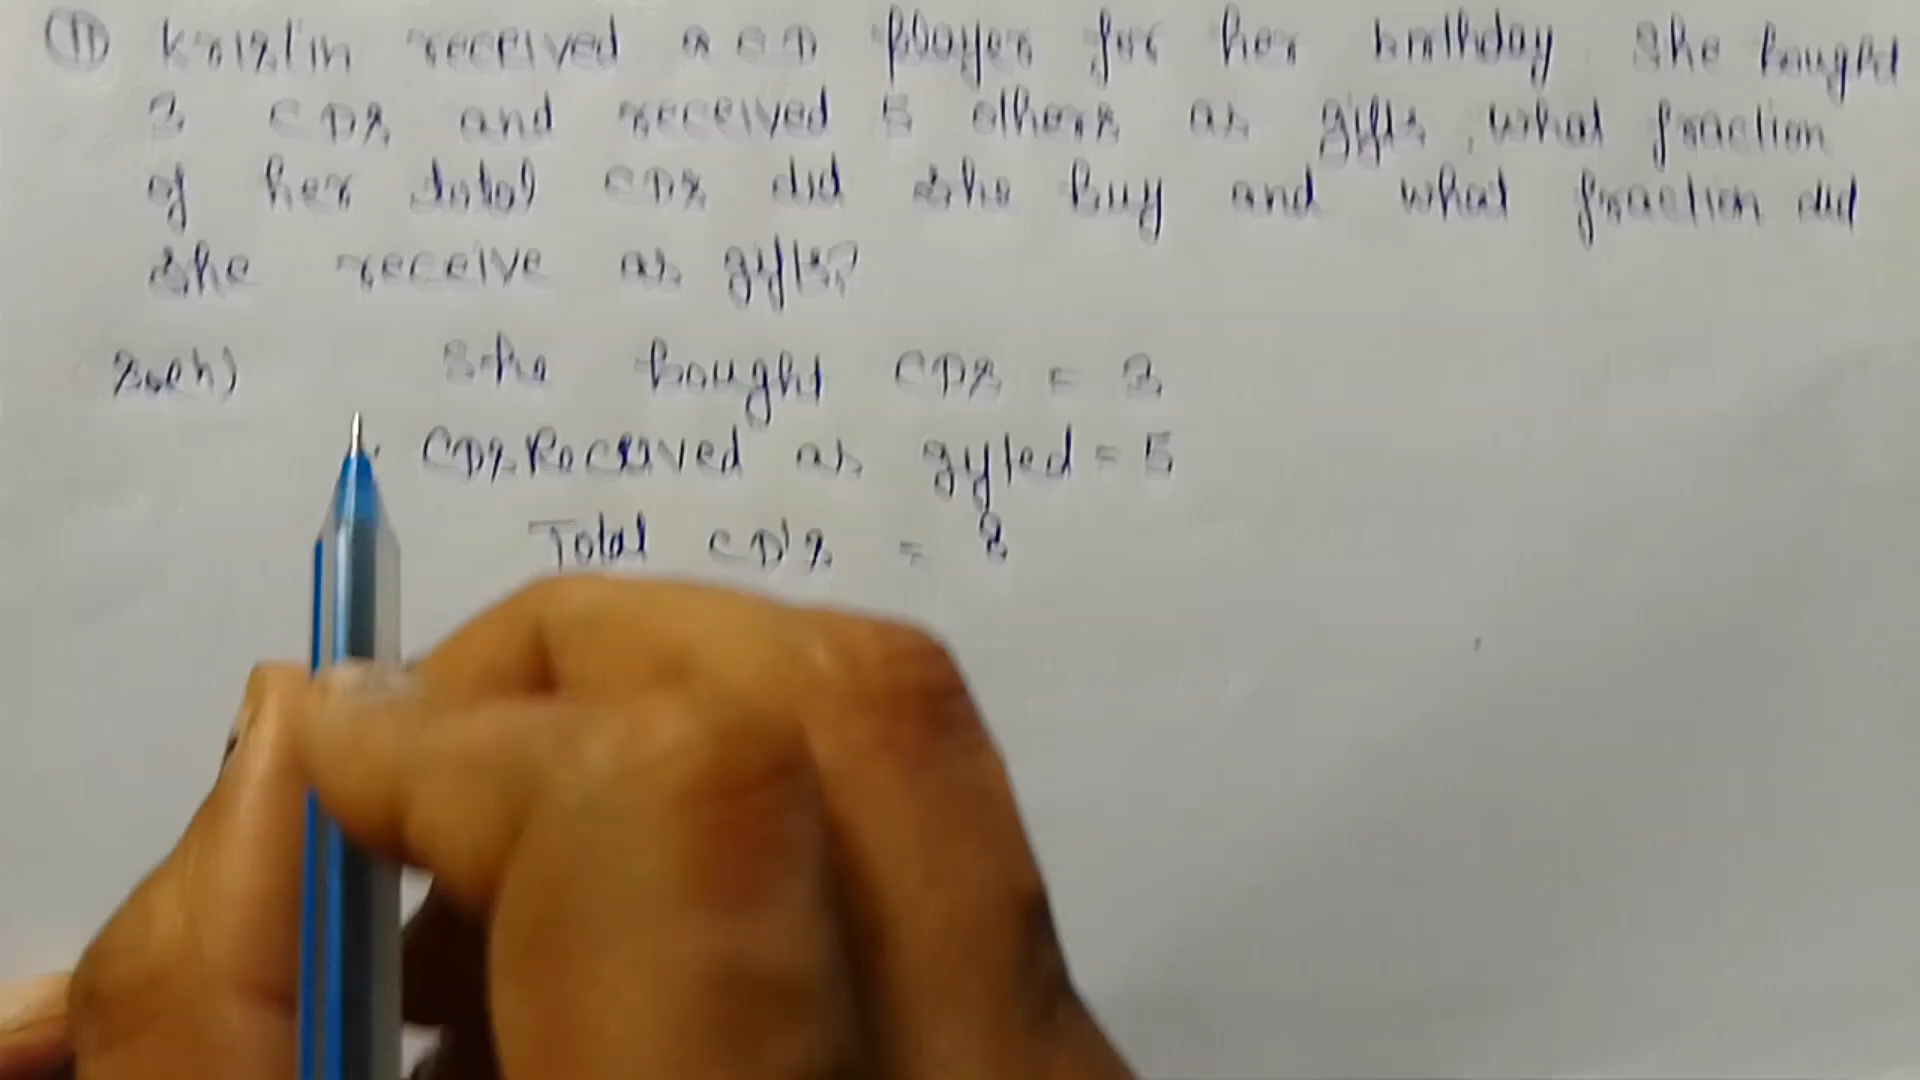 11 Kristin received a CD player for her birthday she bought
3 CDs and received 5 others as gifts, what fraction
of her total CDs did she buy and what fraction did
she receive as gifts?
Soln) She bought CDs = 3
CDs Received as gifted = 5
Total CD's = 8